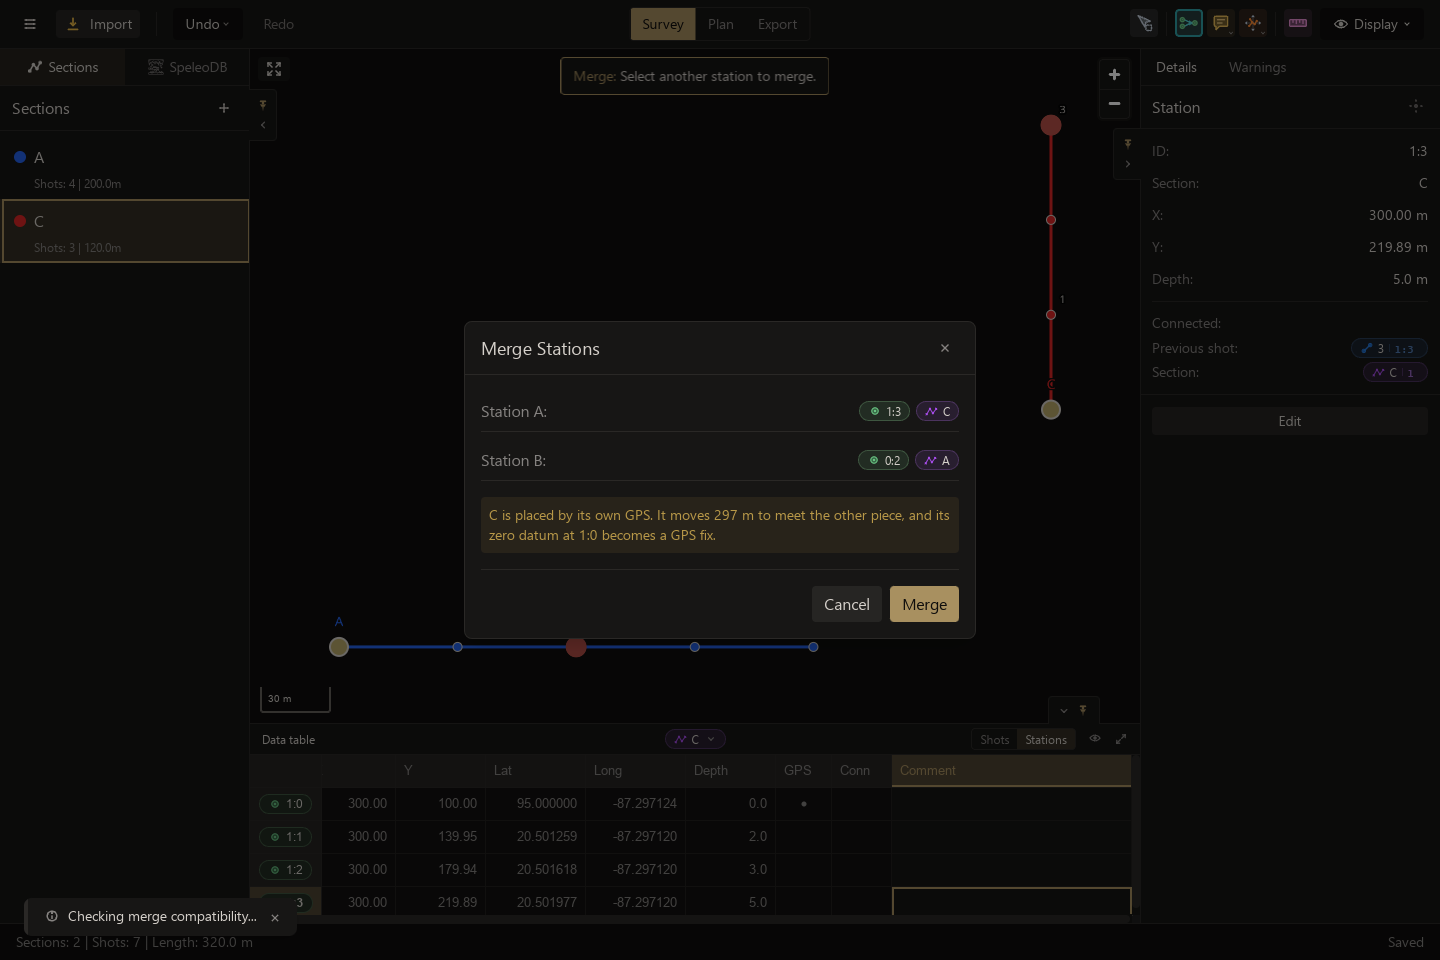 Import
Undo
Redo
Survey
Plan
Export
Display
Sections
SpeleoDB
Merge: Select another station to merge.
Details
Warnings
Sections
A
Shots: 4 | 200.0m
C
Shots: 3 | 120.0m
3
1
C
A
30 m
Station
ID:
1:3
Section:
C
X:
300.00 m
Y:
219.89 m
Depth:
5.0 m
Connected:
Previous shot:
3 | 1:3
Section:
C | 1
Edit
Merge Stations
Station A:
1:3
C
Station B:
0:2
A
C is placed by its own GPS. It moves 297 m to meet the other piece, and its
zero datum at 1:0 becomes a GPS fix.
Cancel
Merge
Data table
C
Shots
Stations
Y Lat Long Depth GPS Conn Comment
1:0 300.00 100.00 95.000000 -87.297124 0.0
1:1 300.00 139.95 20.501259 -87.297120 2.0
1:2 300.00 179.94 20.501618 -87.297120 3.0
3 300.00 219.89 20.501977 -87.297120 5.0
Checking merge compatibility...
Sections: 2 | Shots: 7 | Length: 320.0 m
Saved